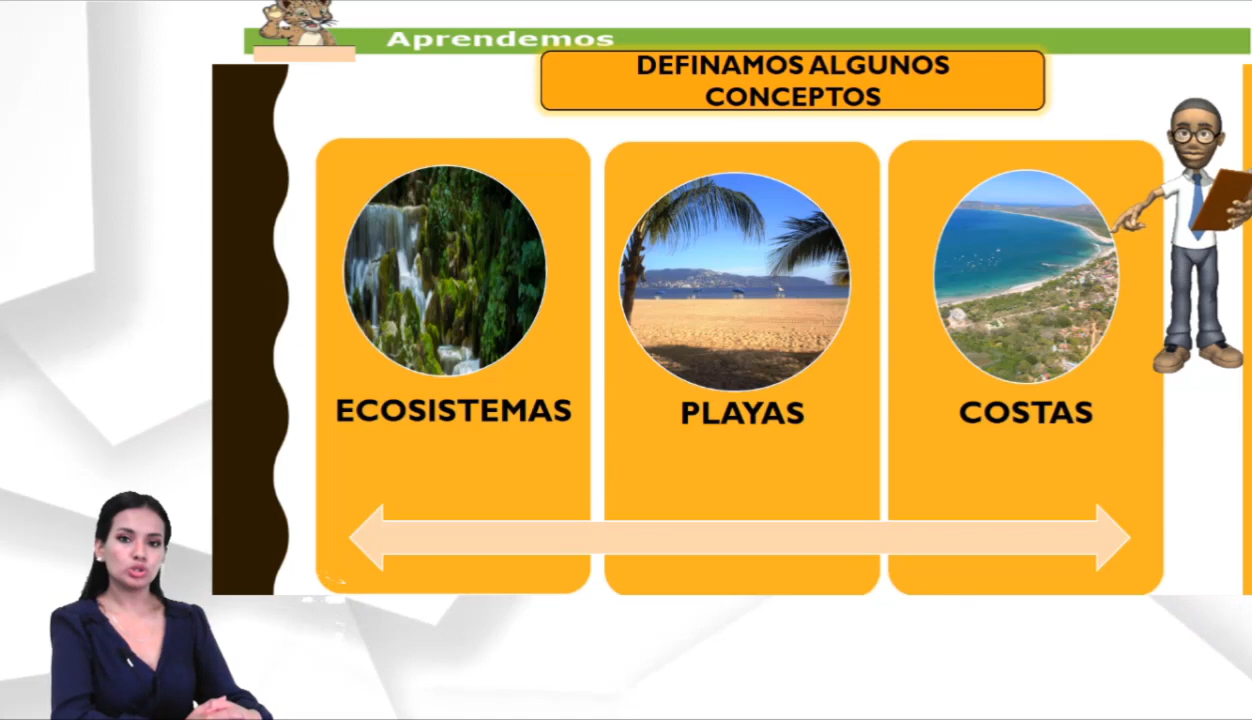 Aprendemos
DEFINAMOS ALGUNOS
CONCEPTOS
ECOSISTEMAS
PLAYAS
COSTAS